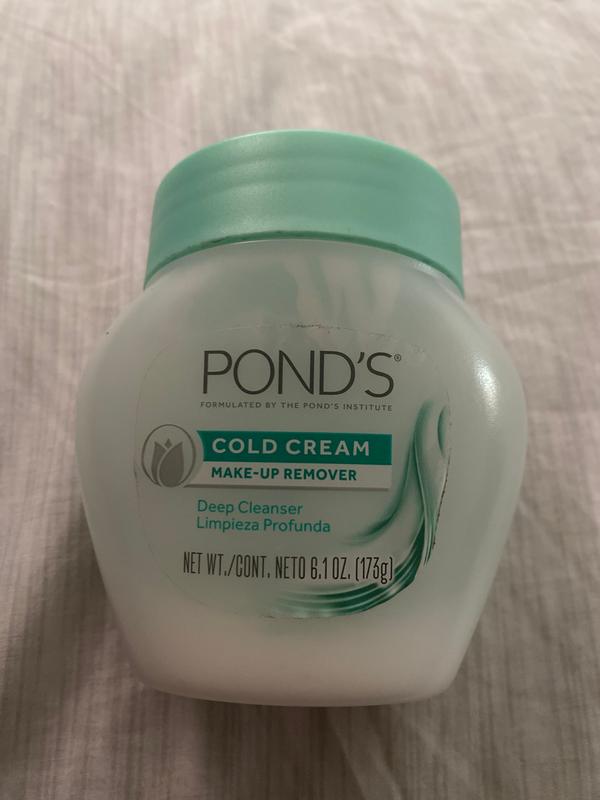 POND'S®
FORMULATED BY THE POND'S INSTITUTE
COLD CREAM
MAKE-UP REMOVER
Deep Cleanser
Limpieza Profunda
NET WT./CONT. NETO 6.1 OZ. (173g)